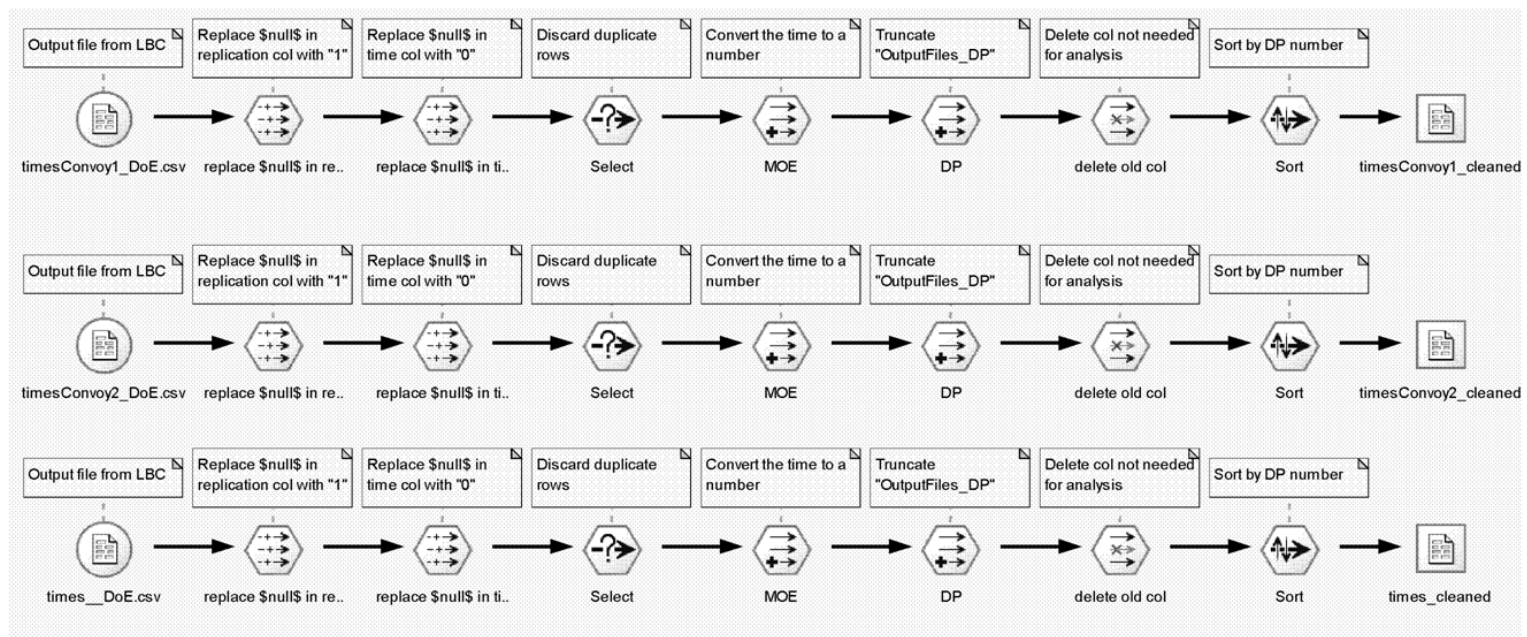 Output file from LBC
Replace $null$ in
replication col with "1"
Replace $null$ in
time col with "0"
Discard duplicate
rows
Convert the time to a
number
Truncate
"OutputFiles_DP"
Delete col not needed
for analysis
Sort by DP number
timesConvoy1_DoE.csv
replace $null$ in re..
replace $null$ in ti..
Select
MOE
DP
delete old col
Sort
timesConvoy1_cleaned
Output file from LBC
Replace $null$ in
replication col with "1"
Replace $null$ in
time col with "0"
Discard duplicate
rows
Convert the time to a
number
Truncate
"OutputFiles_DP"
Delete col not needed
for analysis
Sort by DP number
timesConvoy2_DoE.csv
replace $null$ in re..
replace $null$ in ti..
Select
MOE
DP
delete old col
Sort
timesConvoy2_cleaned
Output file from LBC
Replace $null$ in
replication col with "1"
Replace $null$ in
time col with "0"
Discard duplicate
rows
Convert the time to a
number
Truncate
"OutputFiles_DP"
Delete col not needed
for analysis
Sort by DP number
times__DoE.csv
replace $null$ in re..
replace $null$ in ti..
Select
MOE
DP
delete old col
Sort
times_cleaned